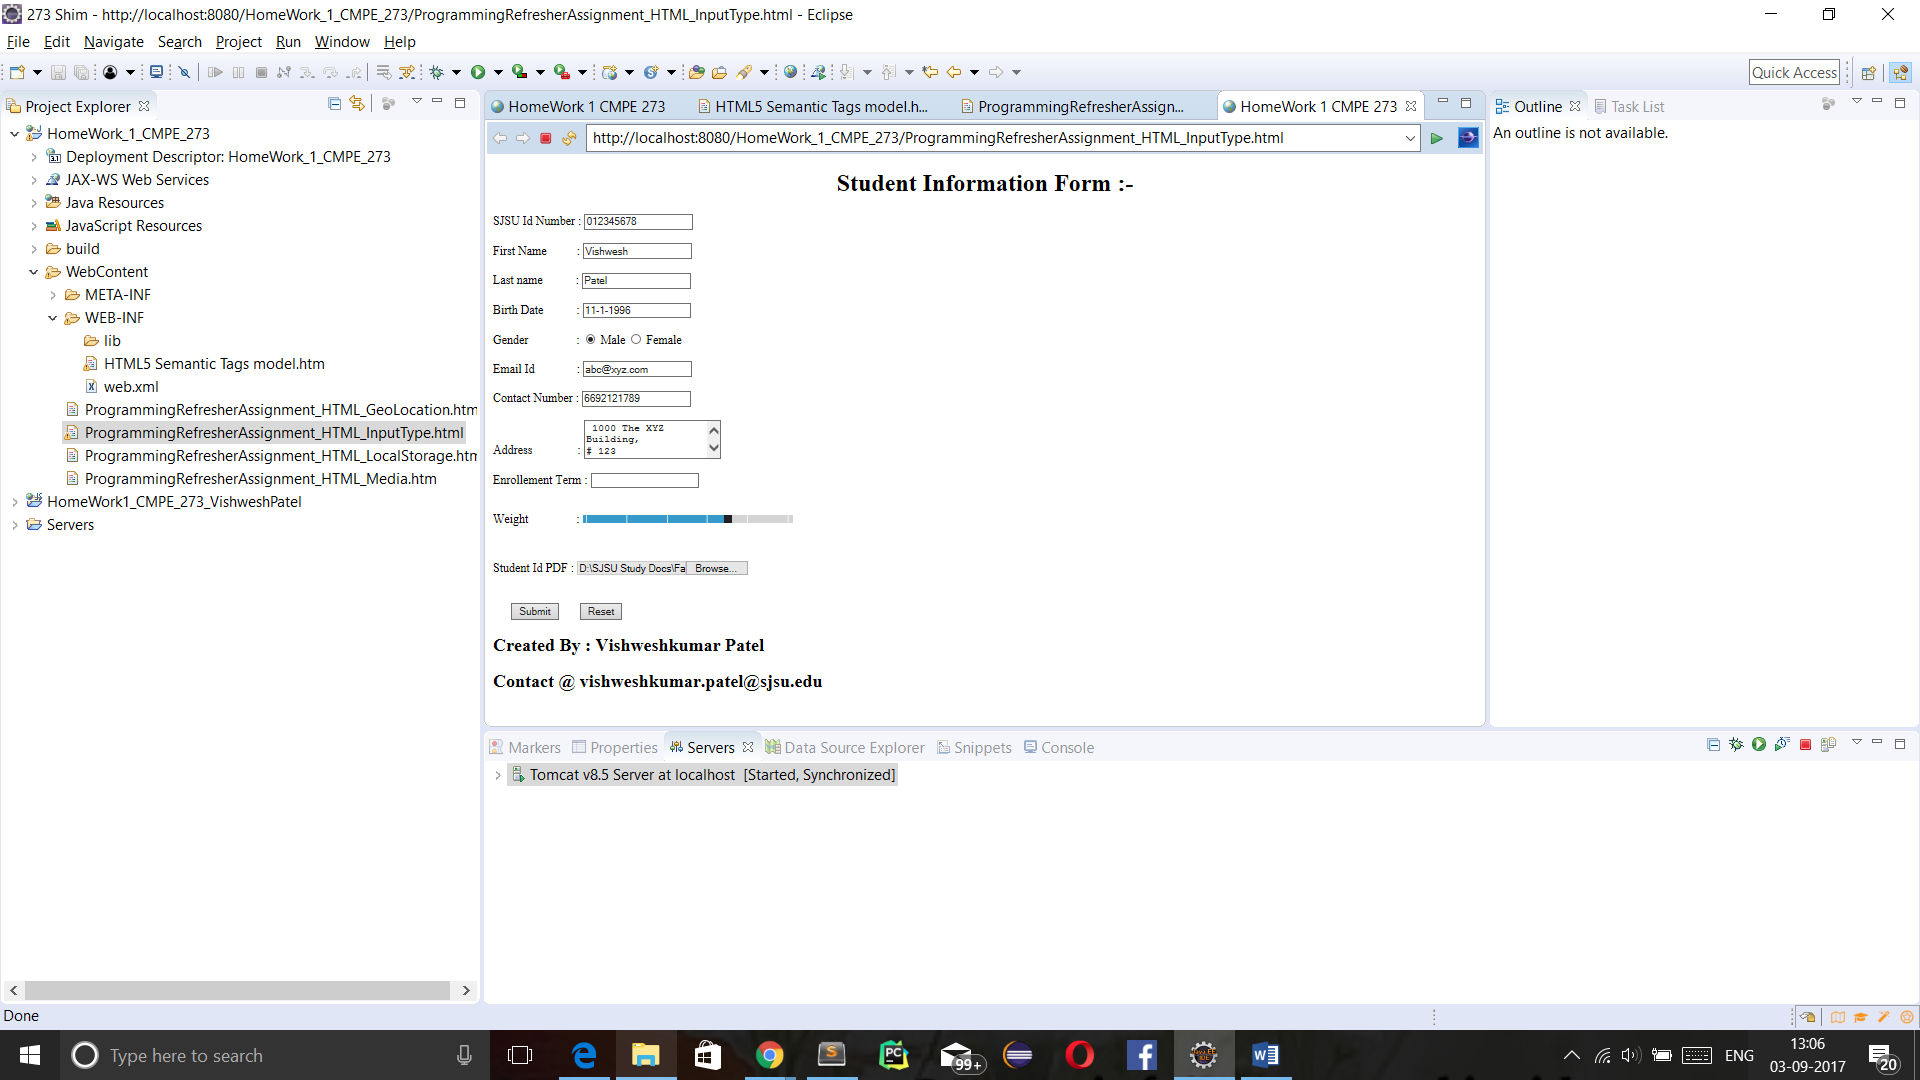 273 Shim - http://localhost:8080/HomeWork_1_CMPE_273/ProgrammingRefresherAssignment_HTML_InputType.html - Eclipse
File Edit Navigate Search Project Run Window Help
Quick Access
Project Explorer
HomeWork_1_CMPE_273
Deployment Descriptor: HomeWork_1_CMPE_273
JAX-WS Web Services
Java Resources
JavaScript Resources
build
WebContent
META-INF
WEB-INF
lib
HTML5 Semantic Tags model.htm
web.xml
ProgrammingRefresherAssignment_HTML_GeoLocation.htm
ProgrammingRefresherAssignment_HTML_InputType.html
ProgrammingRefresherAssignment_HTML_LocalStorage.htm
ProgrammingRefresherAssignment_HTML_Media.htm
HomeWork1_CMPE_273_VishweshPatel
Servers
HomeWork 1 CMPE 273 HTML5 Semantic Tags model.h... ProgrammingRefresherAssign... HomeWork 1 CMPE 273
http://localhost:8080/HomeWork_1_CMPE_273/ProgrammingRefresherAssignment_HTML_InputType.html
Student Information Form :-
SJSU Id Number : 012345678
First Name : Vishwesh
Last name : Patel
Birth Date : 11-1-1996
Gender : Male Female
Email Id : abc@xyz.com
Contact Number : 6692121789
1000 The XYZ
Building,
Address : # 123
Enrollement Term :
Weight :
Student Id PDF : D:\SJSU Study Docs\Fa Browse...
Submit Reset
Created By : Vishweshkumar Patel
Contact @ vishweshkumar.patel@sjsu.edu
Outline Task List
An outline is not available.
Markers Properties Servers Data Source Explorer Snippets Console
Tomcat v8.5 Server at localhost [Started, Synchronized]
Done
Type here to search
PC
99+
JAVA EE
IDE
ENG
13:06
03-09-2017
20